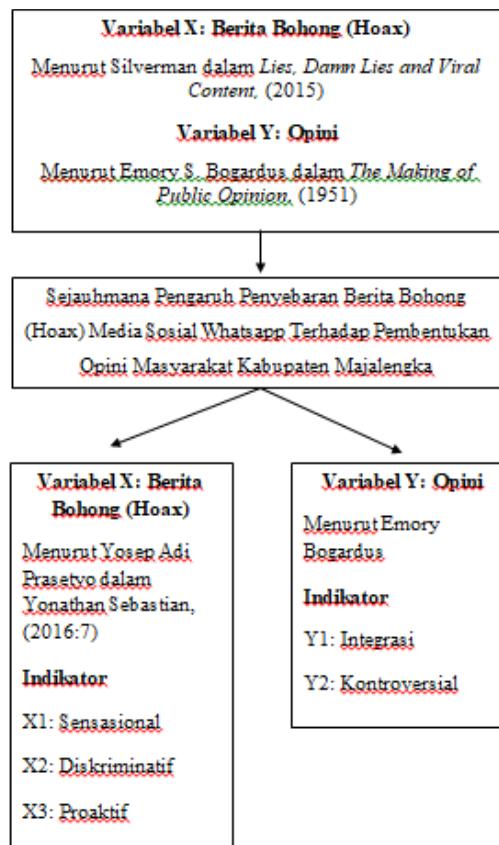 Variabel X: Berita Bohong (Hoax)
Menurut Silverman dalam Lies, Damn Lies and Viral
Content, (2015)
Variabel Y: Opini
Menurut Emory S. Bogardus dalam The Making of
Public Opinion, (1951)
Sejauhmana Pengaruh Penyebaran Berita Bohong
(Hoax) Media Sosial Whatsapp Terhadap Pembentukan
Opini Masyarakat Kabupaten Majalengka
Variabel X: Berita
Bohong (Hoax)
Menurut Yosep Adi
Prasetyo dalam
Yonathan Sebastian,
(2016:7)
Indikator
X1: Sensasional
X2: Diskriminatif
X3: Proaktif
Variabel Y: Opini
Menurut Emory
Bogardus
Indikator
Y1: Integrasi
Y2: Kontroversial